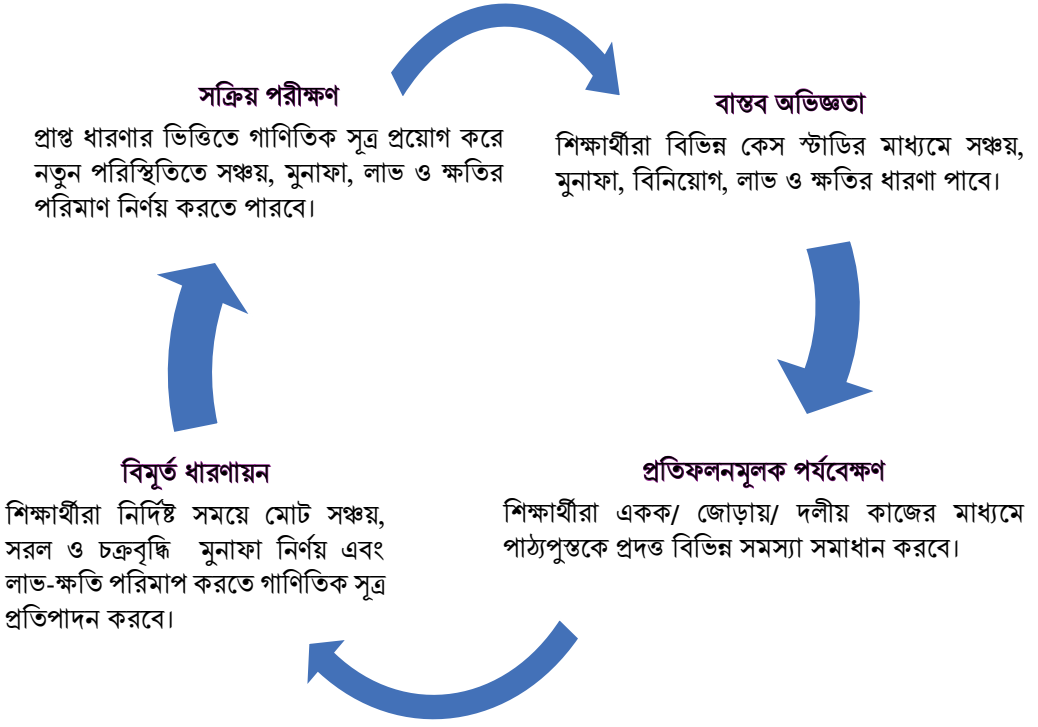 সক্রিয় পরীক্ষণ
প্রাপ্ত ধারণার ভিত্তিতে গাণিতিক সূত্র প্রয়োগ করে
নতুন পরিস্থিতিতে সঞ্চয়, মুনাফা, লাভ ও ক্ষতির
পরিমাণ নির্ণয় করতে পারবে।
বাস্তব অভিজ্ঞতা
শিক্ষার্থীরা বিভিন্ন কেস স্টাডির মাধ্যমে সঞ্চয়,
মুনাফা, বিনিয়োগ, লাভ ও ক্ষতির ধারণা পাবে।
প্রতিফলনমূলক পর্যবেক্ষণ
শিক্ষার্থীরা একক/ জোড়ায়/ দলীয় কাজের মাধ্যমে
পাঠ্যপুস্তকে প্রদত্ত বিভিন্ন সমস্যা সমাধান করবে।
বিমূর্ত ধারণায়ন
শিক্ষার্থীরা নির্দিষ্ট সময়ে মোট সঞ্চয়,
সরল ও চক্রবৃদ্ধি মুনাফা নির্ণয় এবং
লাভ-ক্ষতি পরিমাপ করতে গাণিতিক সূত্র
প্রতিপাদন করবে।